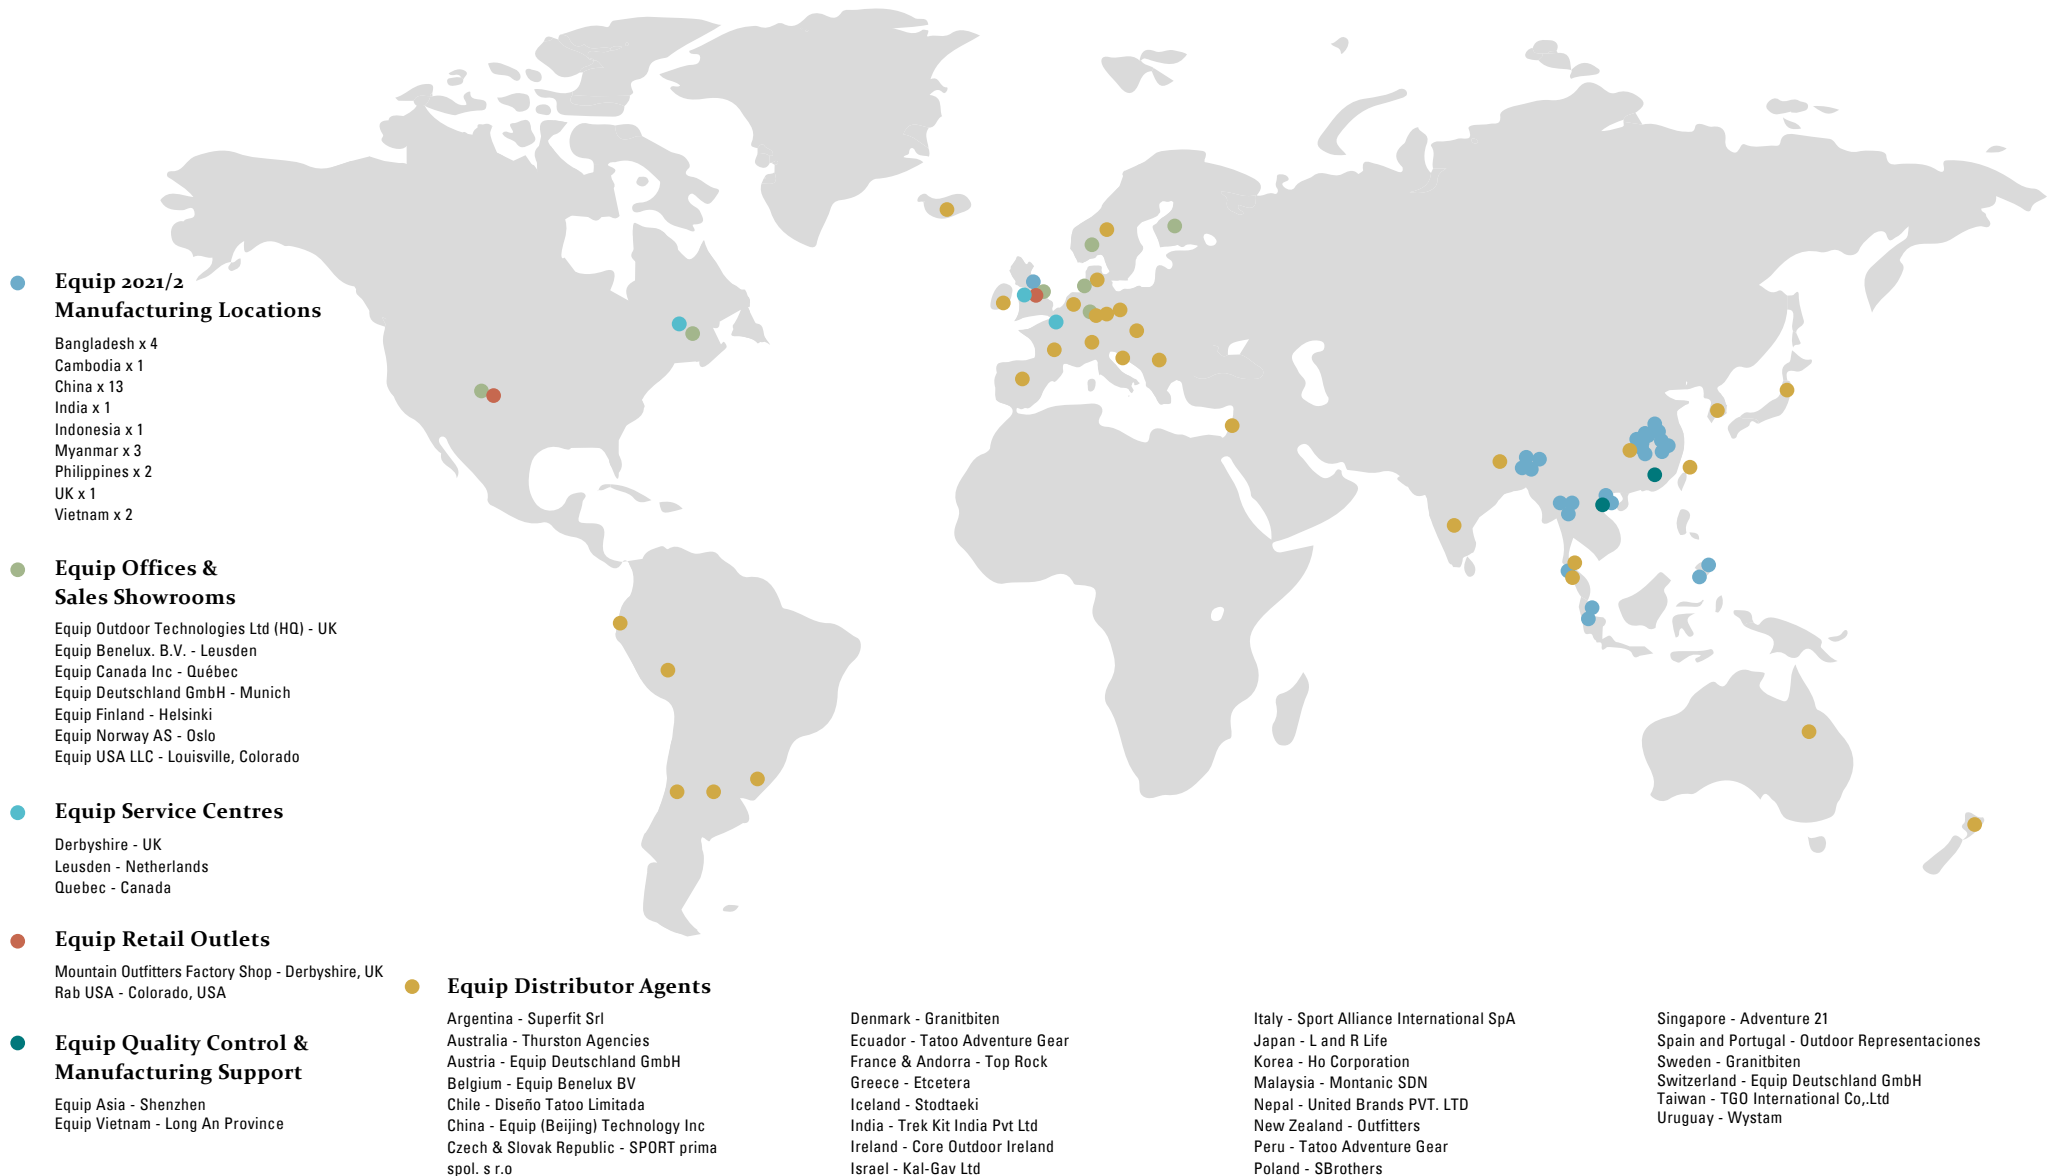 Equip 2021/2
Manufacturing Locations
Bangladesh x 4
Cambodia x 1
China x 13
India x 1
Indonesia x 1
Myanmar x 3
Philippines x 2
UK x 1
Vietnam x 2
Equip Offices &
Sales Showrooms
Equip Outdoor Technologies Ltd (HQ) - UK
Equip Benelux. B.V. - Leusden
Equip Canada Inc - Québec
Equip Deutschland GmbH - Munich
Equip Finland - Helsinki
Equip Norway AS - Oslo
Equip USA LLC - Louisville, Colorado
Equip Service Centres
Derbyshire - UK
Leusden - Netherlands
Quebec - Canada
Equip Retail Outlets
Mountain Outfitters Factory Shop - Derbyshire, UK
Rab USA - Colorado, USA
Equip Quality Control &
Manufacturing Support
Equip Asia - Shenzhen
Equip Vietnam - Long An Province
Equip Distributor Agents
Argentina - Superfit Srl
Australia - Thurston Agencies
Austria - Equip Deutschland GmbH
Belgium - Equip Benelux BV
Chile - Diseño Tatoo Limitada
China - Equip (Beijing) Technology Inc
Czech & Slovak Republic - SPORT prima
spol. s r.o
Denmark - Granitbiten
Ecuador - Tatoo Adventure Gear
France & Andorra - Top Rock
Greece - Etcetera
Iceland - Stodtaeki
India - Trek Kit India Pvt Ltd
Ireland - Core Outdoor Ireland
Israel - Kal-Gav Ltd
Italy - Sport Alliance International SpA
Japan - L and R Life
Korea - Ho Corporation
Malaysia - Montanic SDN
Nepal - United Brands PVT. LTD
New Zealand - Outfitters
Peru - Tatoo Adventure Gear
Poland - SBrothers
Singapore - Adventure 21
Spain and Portugal - Outdoor Representaciones
Sweden - Granitbiten
Switzerland - Equip Deutschland GmbH
Taiwan - TGO International Co,.Ltd
Uruguay - Wystam